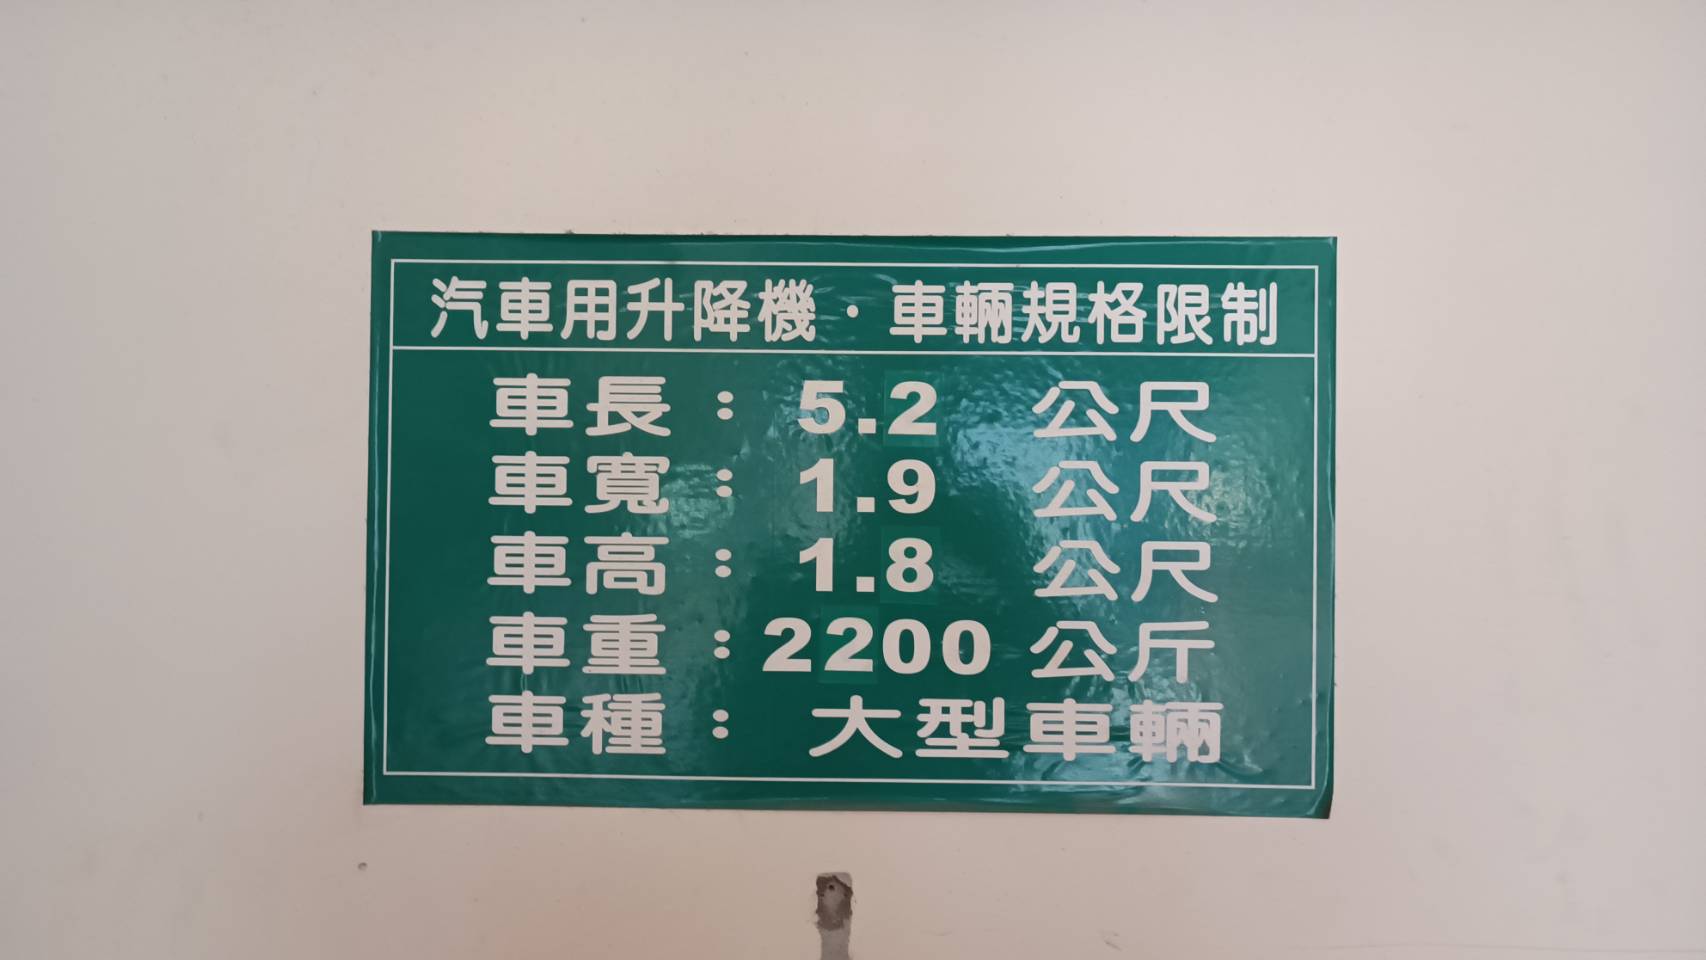 汽車用升降機・車輛規格限制
車長：5.2 公尺
車寬：1.9 公尺
車高：1.8 公尺
車重：2200 公斤
車種：大型車輛